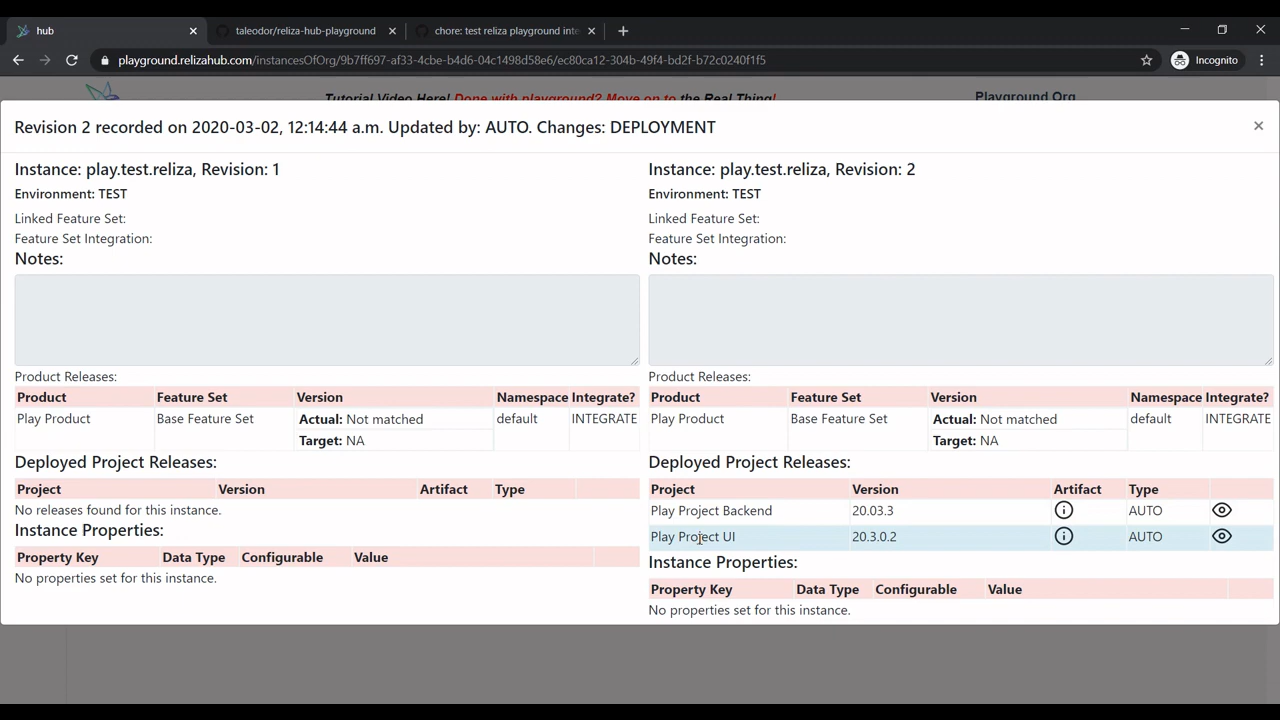 hub
taleodor/reliza-hub-playground
chore: test reliza playground inte
playground.relizahub.com/instancesOfOrg/9b7ff697-af33-4cbe-b4d6-04c1498d58e6/ec80ca12-304b-49f4-bd2f-b72c0240f1f5
Incognito
Tutorial Video Here! Done with playground? Move on to the Real Thing!
Playground Org
Revision 2 recorded on 2020-03-02, 12:14:44 a.m. Updated by: AUTO. Changes: DEPLOYMENT
Instance: play.test.reliza, Revision: 1
Environment: TEST
Linked Feature Set:
Feature Set Integration:
Notes:
Product Releases:
Product Feature Set Version Namespace Integrate?
Play Product Base Feature Set Actual: Not matched default INTEGRATE
Target: NA
Deployed Project Releases:
Project Version Artifact Type
No releases found for this instance.
Instance Properties:
Property Key Data Type Configurable Value
No properties set for this instance.
Instance: play.test.reliza, Revision: 2
Environment: TEST
Linked Feature Set:
Feature Set Integration:
Notes:
Product Releases:
Product Feature Set Version Namespace Integrate?
Play Product Base Feature Set Actual: Not matched default INTEGRATE
Target: NA
Deployed Project Releases:
Project Version Artifact Type
Play Project Backend 20.03.3 AUTO
Play Project UI 20.3.0.2 AUTO
Instance Properties:
Property Key Data Type Configurable Value
No properties set for this instance.